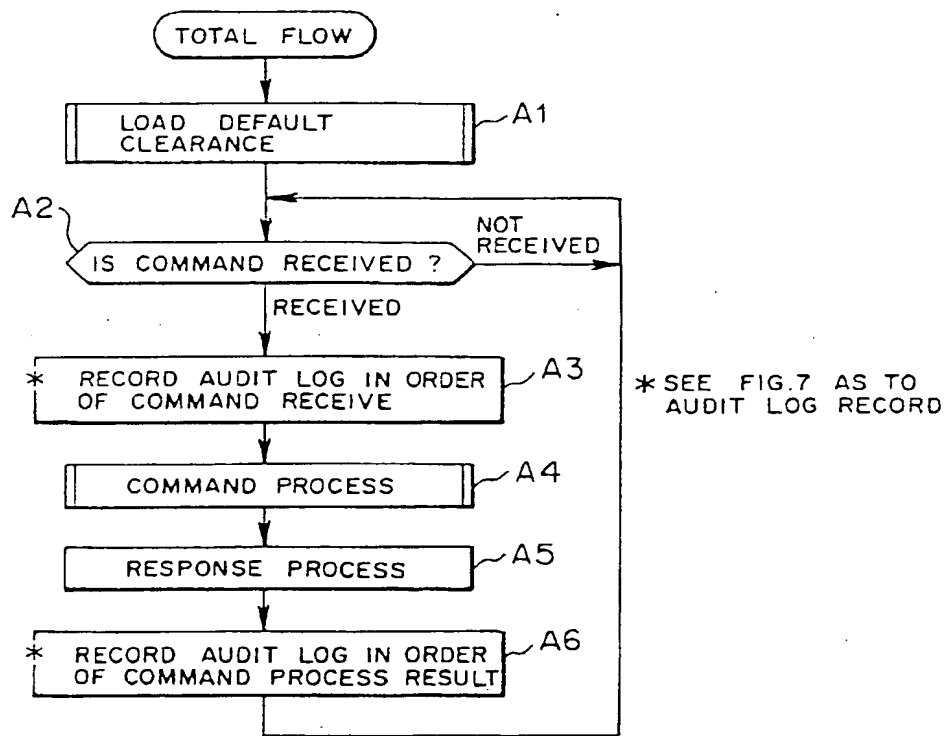 TOTAL FLOW
LOAD DEFAULT
CLEARANCE
A1
A2
IS COMMAND RECEIVED ?
NOT
RECEIVED
RECEIVED
* RECORD AUDIT LOG IN ORDER
OF COMMAND RECEIVE
A3
* SEE FIG.7 AS TO
AUDIT LOG RECORD
COMMAND PROCESS
A4
RESPONSE PROCESS
A5
* RECORD AUDIT LOG IN ORDER
OF COMMAND PROCESS RESULT
A6